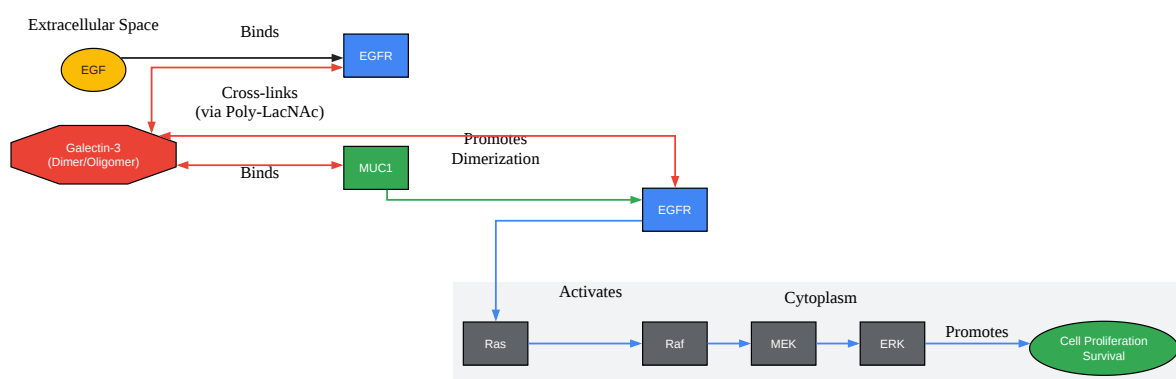 Extracellular Space
Binds
EGF
EGFR
Cross-links
(via Poly-LacNAc)
Galectin-3
(Dimer/Oligomer)
Promotes
Dimerization
Binds
MUC1
EGFR
Activates
Cytoplasm
Ras
Raf
MEK
ERK
Promotes
Cell Proliferation
Survival